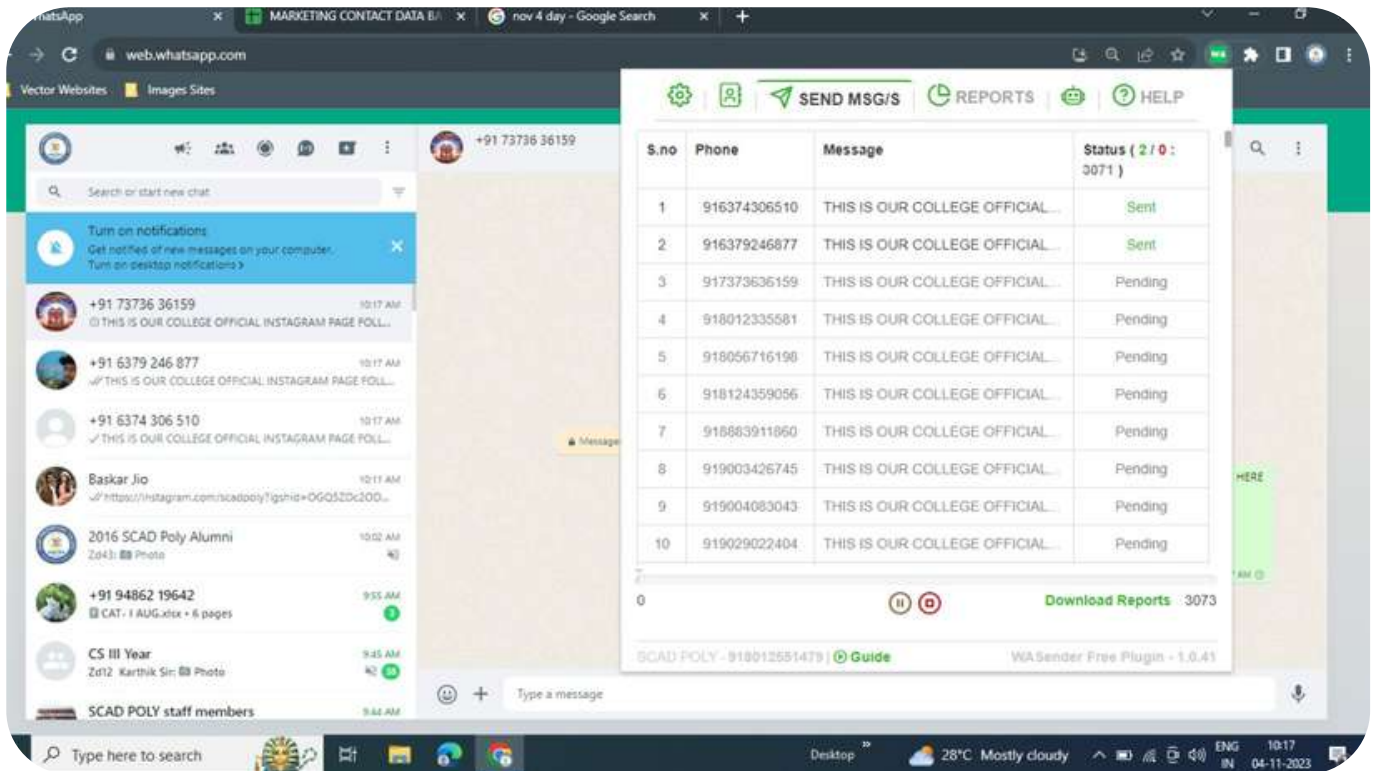 WhatsApp
MARKETING CONTACT DATA BA
nov 4 day - Google Search
web.whatsapp.com
Vector Websites
Images Sites
SEND MSG/S
REPORTS
HELP
+91 73736 36159
Search or start new chat
Turn on notifications
Get notified of new messages on your computer.
Turn on desktop notifications >
+91 73736 36159 10:17 AM
THIS IS OUR COLLEGE OFFICIAL INSTAGRAM PAGE FOLL...
+91 6379 246 877 10:17 AM
THIS IS OUR COLLEGE OFFICIAL INSTAGRAM PAGE FOLL...
+91 6374 306 510 10:17 AM
THIS IS OUR COLLEGE OFFICIAL INSTAGRAM PAGE FOLL...
Baskar Jio 10:11 AM
2016 SCAD Poly Alumni 10:02 AM
Zd43: Photo
+91 94862 19642 9:55 AM
CAT- I AUG.xlsx • 6 pages
3
CS III Year 9:45 AM
Zd12 Karthik Sir: Photo
SCAD POLY staff members 9:44 AM
Message
S.no Phone Message Status ( 2 / 0 :
3071 )
1 916374306510 THIS IS OUR COLLEGE OFFICIAL... Sent
2 916379246877 THIS IS OUR COLLEGE OFFICIAL... Sent
3 917373636159 THIS IS OUR COLLEGE OFFICIAL... Pending
4 918012335581 THIS IS OUR COLLEGE OFFICIAL... Pending
5 918056716198 THIS IS OUR COLLEGE OFFICIAL... Pending
6 918124359056 THIS IS OUR COLLEGE OFFICIAL... Pending
7 918883911860 THIS IS OUR COLLEGE OFFICIAL... Pending
8 919003426745 THIS IS OUR COLLEGE OFFICIAL... Pending
9 919004083043 THIS IS OUR COLLEGE OFFICIAL... Pending
10 919029022404 THIS IS OUR COLLEGE OFFICIAL... Pending
HERE
AM
0
Download Reports 3073
SCAD POLY - 918012551479 | Guide
WASender Free Plugin - 1.0.41
Type a message
Type here to search
Desktop
28°C Mostly cloudy
ENG
IN
10:17
04-11-2023